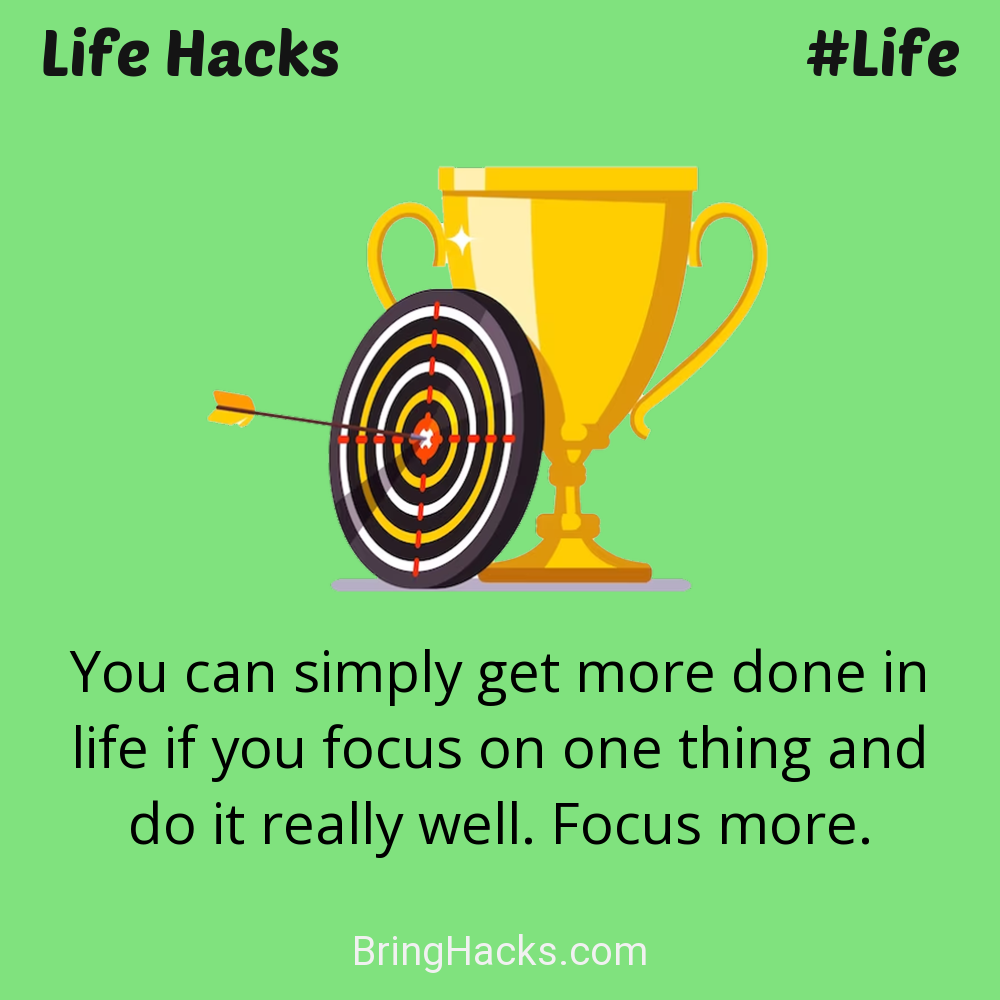 Life Hacks
#Life
You can simply get more done in
life if you focus on one thing and
do it really well. Focus more.
BringHacks.com